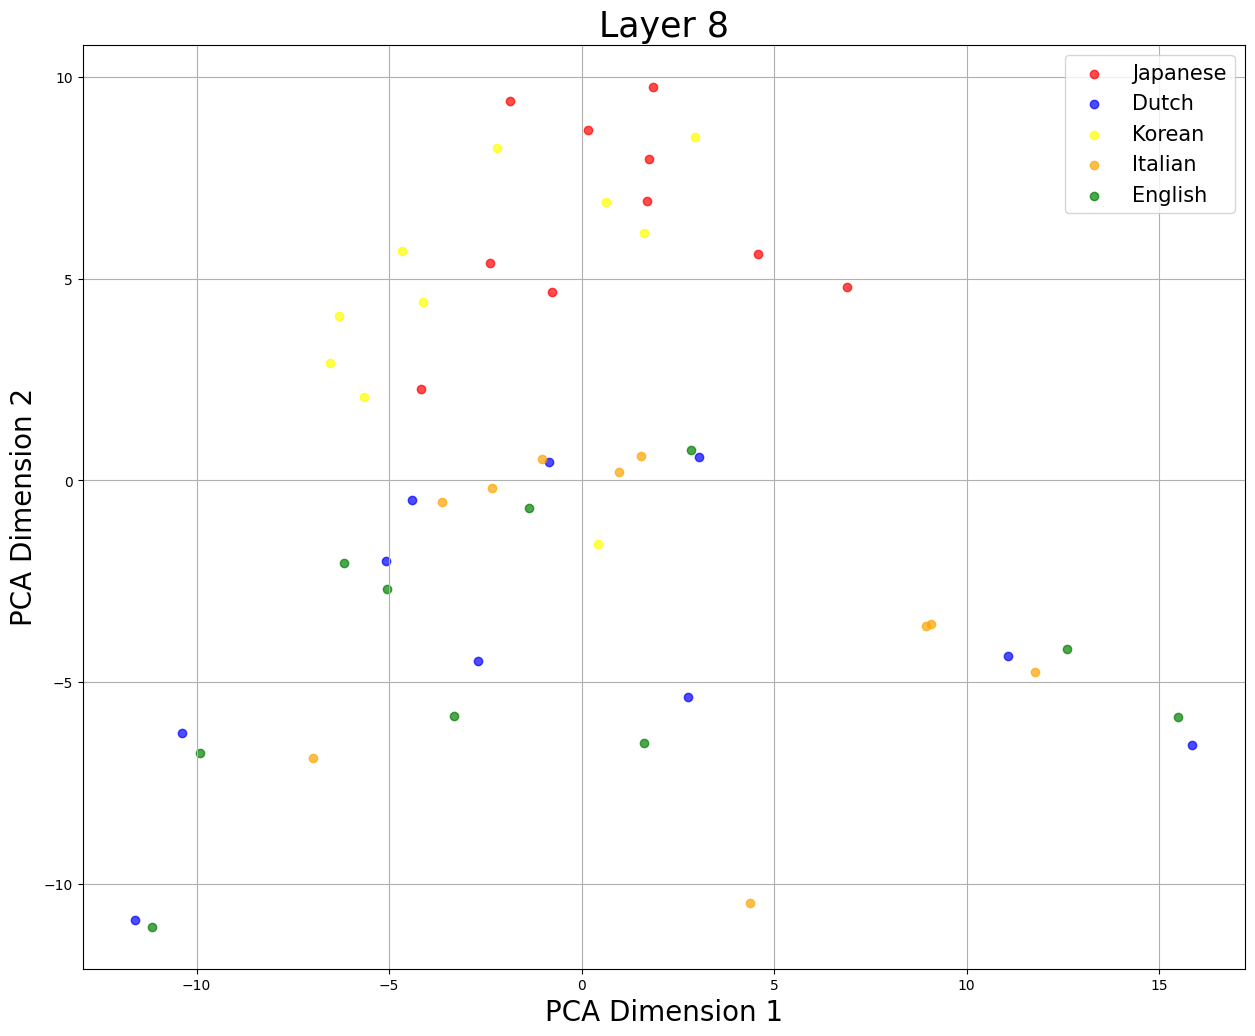 Layer 8
Japanese
Dutch
Korean
Italian
English
10
5
0
−5
−10
PCA Dimension 2
−10
−5
0
5
10
15
PCA Dimension 1